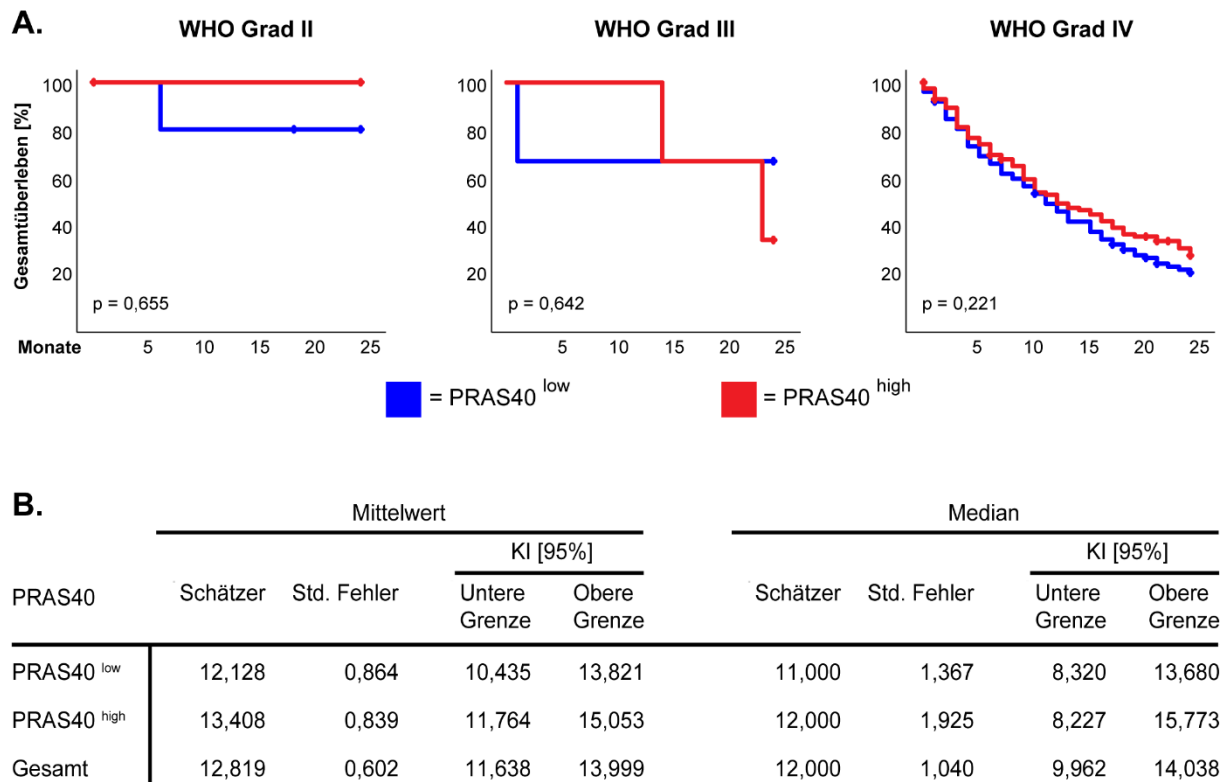 A.
WHO Grad II
WHO Grad III
WHO Grad IV
Gesamtüberleben [%]
100
80
60
40
20
p = 0,655
100
80
60
40
20
p = 0,642
100
80
60
40
20
p = 0,221
Monate 5 10 15 20 25
5 10 15 20 25
5 10 15 20 25
= PRAS40 low
= PRAS40 high
B.
Mittelwert Median
KI [95%] KI [95%]
PRAS40 Schätzer Std. Fehler Untere Grenze Obere Grenze Schätzer Std. Fehler Untere Grenze Obere Grenze
PRAS40 low 12,128 0,864 10,435 13,821 11,000 1,367 8,320 13,680
PRAS40 high 13,408 0,839 11,764 15,053 12,000 1,925 8,227 15,773
Gesamt 12,819 0,602 11,638 13,999 12,000 1,040 9,962 14,038